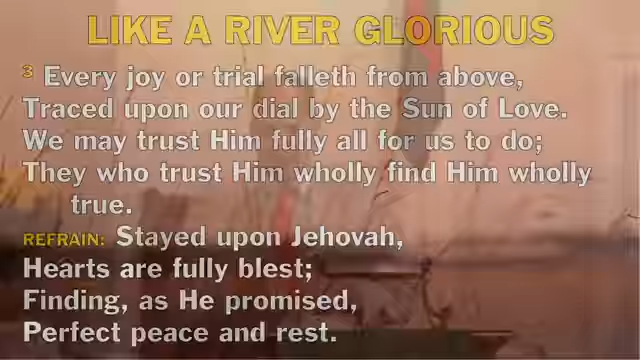 LIKE A RIVER GLORIOUS
3 Every joy or trial falleth from above,
Traced upon our dial by the Sun of Love.
We may trust Him fully all for us to do;
They who trust Him wholly find Him wholly
true.
REFRAIN: Stayed upon Jehovah,
Hearts are fully blest;
Finding, as He promised,
Perfect peace and rest.